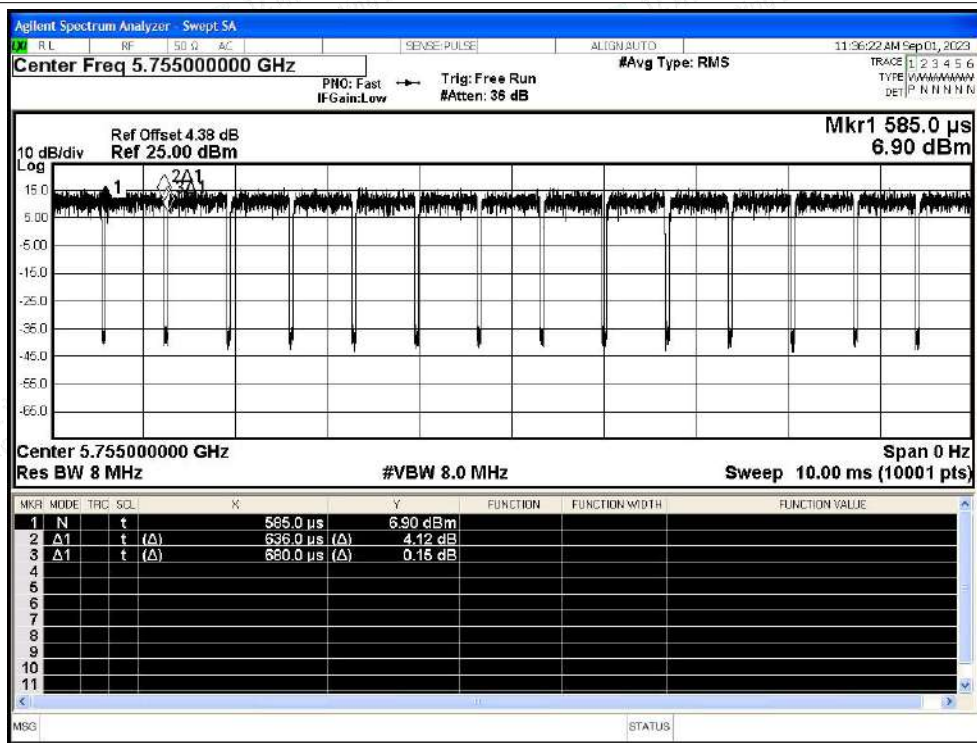 Agilent Spectrum Analyzer - Swept SA
LXI RL RF 50 Ω AC SENSE:PULSE ALIGN AUTO 11:36:22 AM Sep 01, 2023
Center Freq 5.755000000 GHz #Avg Type: RMS TRACE 1 2 3 4 5 6
PNO: Fast Trig: Free Run TYPE
IFGain:Low #Atten: 36 dB DET P N N N N N
Mkr1 585.0 µs
Ref Offset 4.38 dB
10 dB/div Ref 25.00 dBm 6.90 dBm
Log
15.0
1
2Δ1
3Δ1
5.00
-5.00
-15.0
-25.0
-35.0
-45.0
-55.0
-65.0
Center 5.755000000 GHz Span 0 Hz
Res BW 8 MHz #VBW 8.0 MHz Sweep 10.00 ms (10001 pts)
MKR MODE TRC SCL X Y FUNCTION FUNCTION WIDTH FUNCTION VALUE
1 N t 585.0 µs 6.90 dBm
2 Δ1 t (Δ) 636.0 µs (Δ) 4.12 dB
3 Δ1 t (Δ) 680.0 µs (Δ) 0.15 dB
4
5
6
7
8
9
10
11
MSG STATUS